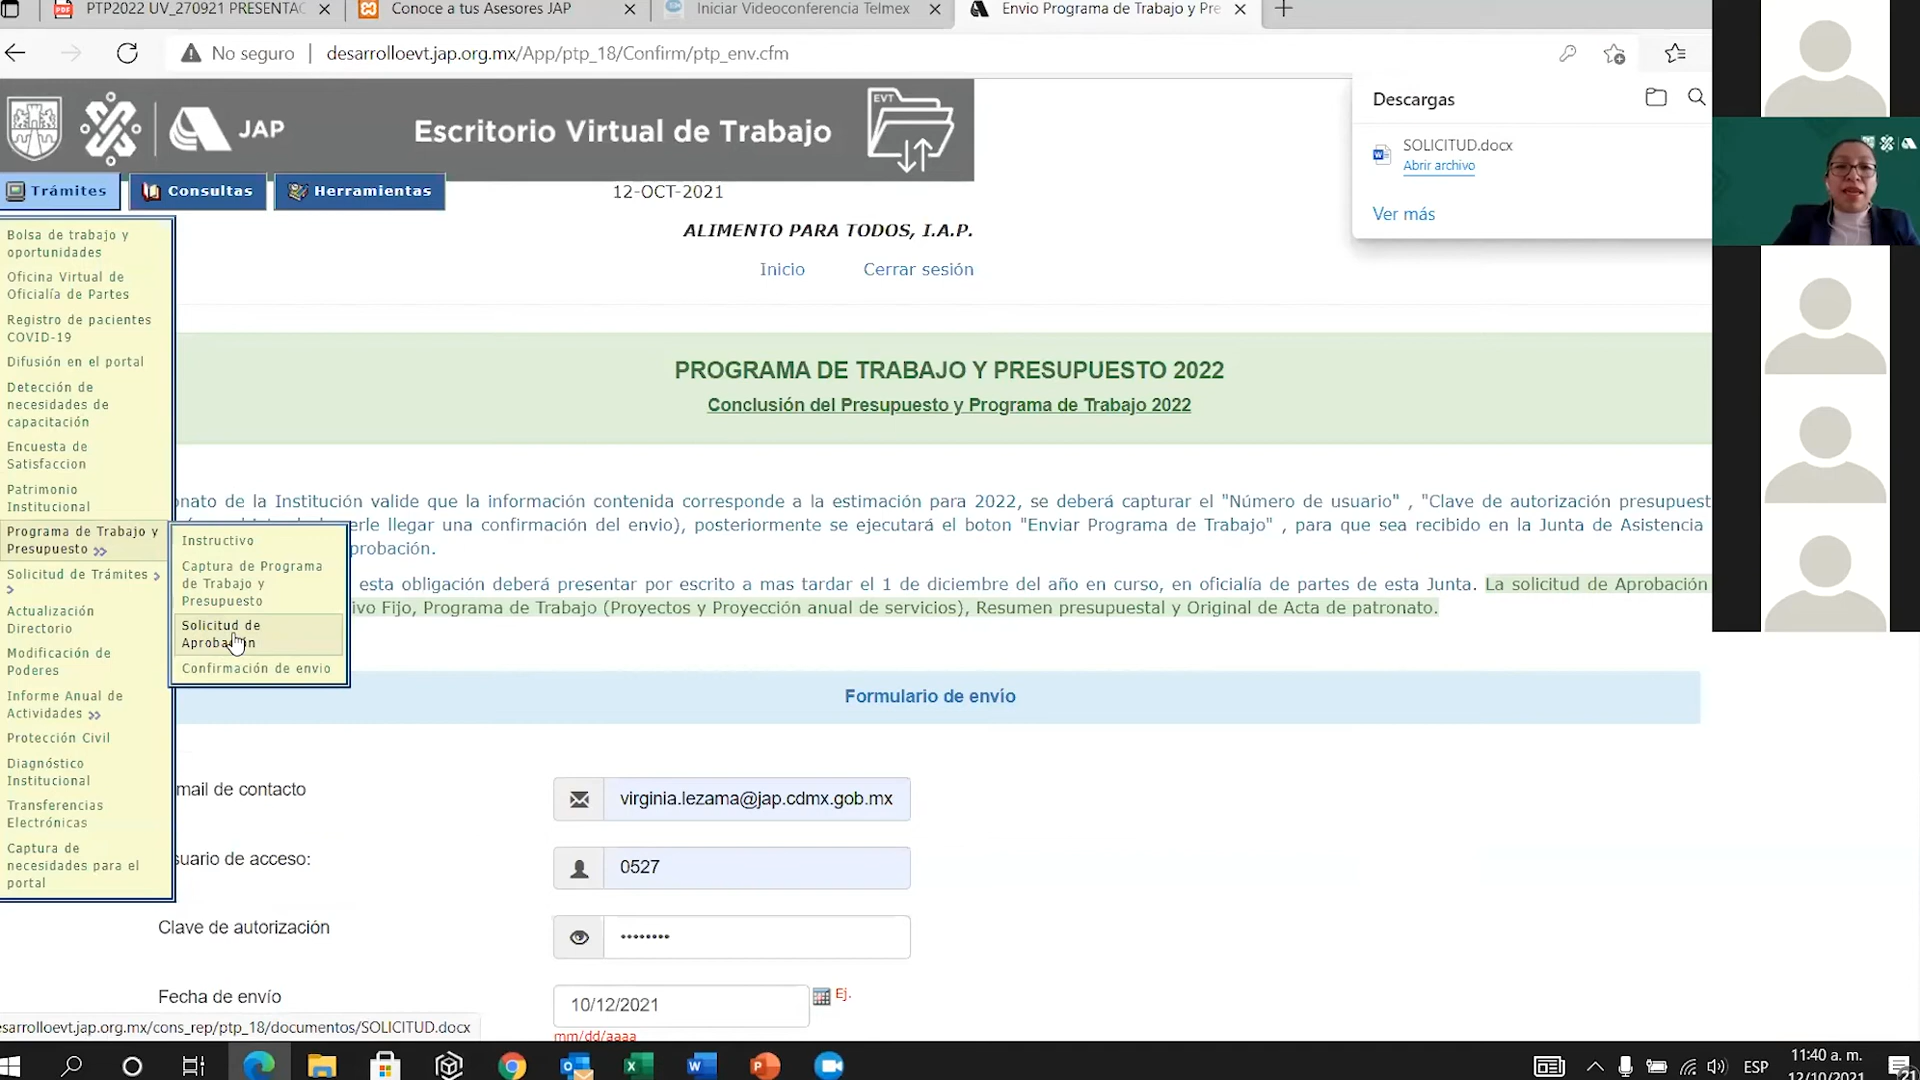 PTP2022 UV_270921 PRESENTAC
Conoce a tus Asesores JAP
Iniciar Videoconferencia Telmex
Envio Programa de Trabajo y Pre
No seguro
desarrolloevt.jap.org.mx/App/ptp_18/Confirm/ptp_env.cfm
JAP
Escritorio Virtual de Trabajo
EVT
Descargas
SOLICITUD.docx
Abrir archivo
Ver más
Trámites
Consultas
Herramientas
12-OCT-2021
ALIMENTO PARA TODOS, I.A.P.
Inicio
Cerrar sesión
Bolsa de trabajo y
oportunidades
Oficina Virtual de
Oficialía de Partes
Registro de pacientes
COVID-19
Difusión en el portal
Detección de
necesidades de
capacitación
Encuesta de
Satisfaccion
Patrimonio
Institucional
Programa de Trabajo y
Presupuesto
Solicitud de Trámites
Actualización
Directorio
Modificación de
Poderes
Informe Anual de
Actividades
Protección Civil
Diagnóstico
Institucional
Transferencias
Electrónicas
Captura de
necesidades para el
portal
Instructivo
Captura de Programa
de Trabajo y
Presupuesto
Solicitud de
Aprobación
Confirmación de envio
PROGRAMA DE TRABAJO Y PRESUPUESTO 2022
Conclusión del Presupuesto y Programa de Trabajo 2022
onato de la Institución valide que la información contenida corresponde a la estimación para 2022, se deberá capturar el "Número de usuario" , "Clave de autorización presupuest
erle llegar una confirmación del envio), posteriormente se ejecutará el boton "Enviar Programa de Trabajo" , para que sea recibido en la Junta de Asistencia
probación.
esta obligación deberá presentar por escrito a mas tardar el 1 de diciembre del año en curso, en oficialía de partes de esta Junta. La solicitud de Aprobación
ivo Fijo, Programa de Trabajo (Proyectos y Proyección anual de servicios), Resumen presupuestal y Original de Acta de patronato.
Formulario de envío
mail de contacto
virginia.lezama@jap.cdmx.gob.mx
suario de acceso:
0527
Clave de autorización
••••••••
Fecha de envío
10/12/2021
Ej.
mm/dd/aaaa
esarrolloevt.jap.org.mx/cons_rep/ptp_18/documentos/SOLICITUD.docx
ESP
11:40 a. m.
12/10/2021
21